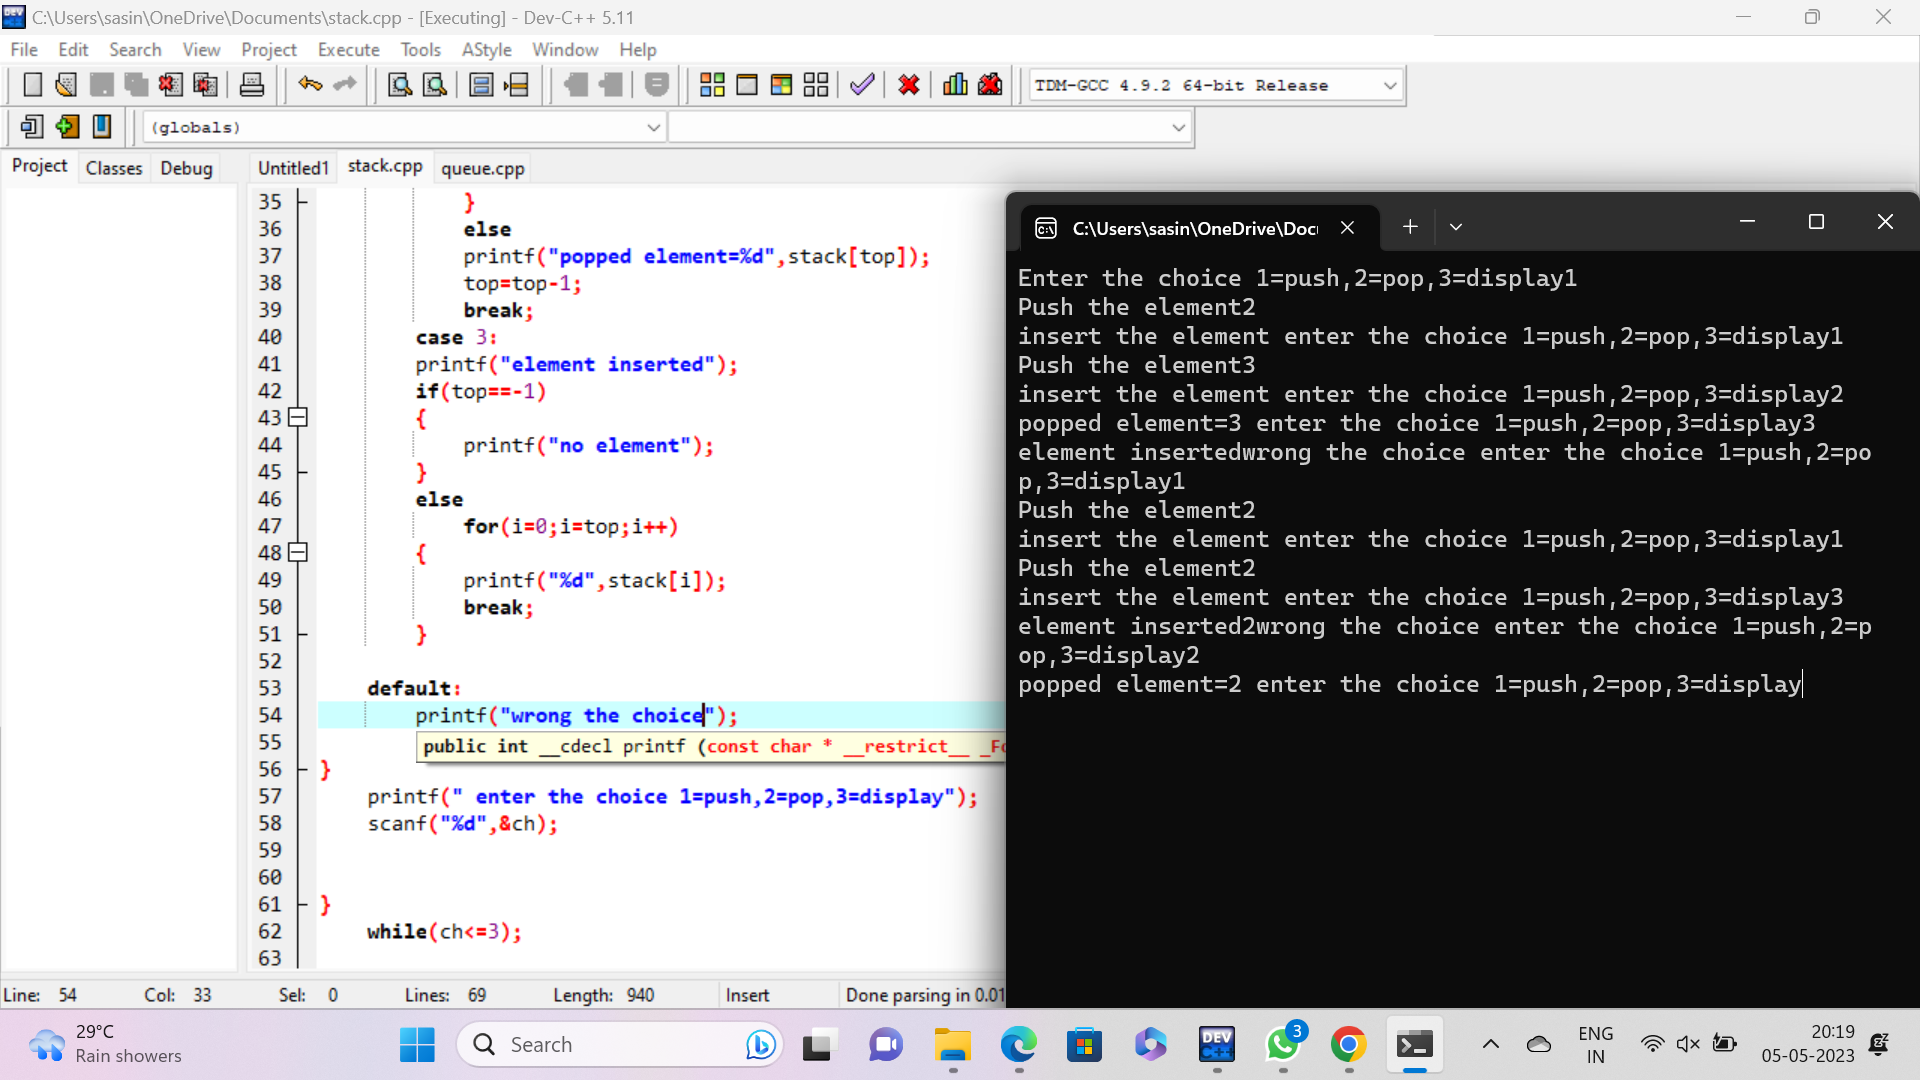 C:\Users\sasin\OneDrive\Documents\stack.cpp - [Executing] - Dev-C++ 5.11
File Edit Search View Project Execute Tools AStyle Window Help
TDM-GCC 4.9.2 64-bit Release
(globals)
Project Classes Debug Untitled1 stack.cpp queue.cpp
35 }
36 else
37 printf("popped element=%d",stack[top]);
38 top=top-1;
39 break;
40 case 3:
41 printf("element inserted");
42 if(top==-1)
43 {
44 printf("no element");
45 }
46 else
47 for(i=0;i=top;i++)
48 {
49 printf("%d",stack[i]);
50 break;
51 }
52
53 default:
54 printf("wrong the choice");
55 public int __cdecl printf (const char * __restrict__ _Fo
56 }
57 printf(" enter the choice 1=push,2=pop,3=display");
58 scanf("%d",&ch);
59
60
61 }
62 while(ch<=3);
63
C:\Users\sasin\OneDrive\Doc
Enter the choice 1=push,2=pop,3=display1
Push the element2
insert the element enter the choice 1=push,2=pop,3=display1
Push the element3
insert the element enter the choice 1=push,2=pop,3=display2
popped element=3 enter the choice 1=push,2=pop,3=display3
element insertedwrong the choice enter the choice 1=push,2=po
p,3=display1
Push the element2
insert the element enter the choice 1=push,2=pop,3=display1
Push the element2
insert the element enter the choice 1=push,2=pop,3=display3
element inserted2wrong the choice enter the choice 1=push,2=p
op,3=display2
popped element=2 enter the choice 1=push,2=pop,3=display
Line: 54 Col: 33 Sel: 0 Lines: 69 Length: 940 Insert Done parsing in 0.01
29°C
Rain showers
Search
DEV
C++
3
ENG
IN
20:19
05-05-2023